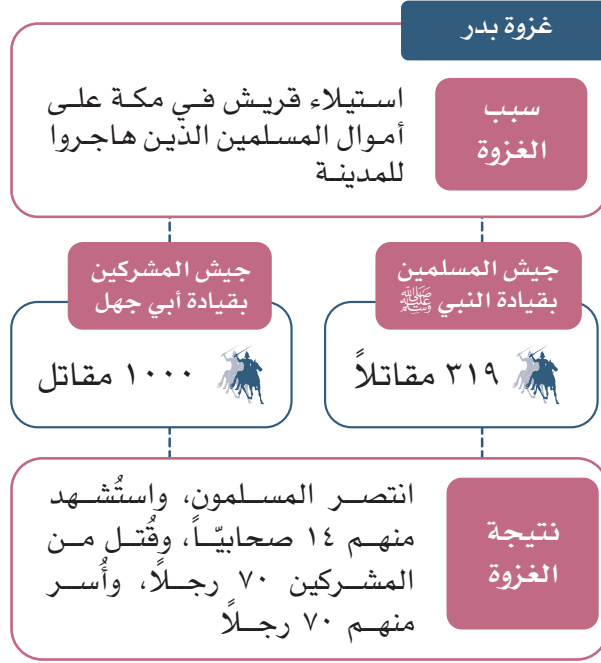 غزوة بدر
سبب
الغزوة
استيلاء قريش في مكة على
أموال المسلمين الذين هاجروا
للمدينة
جيش المسلمين
بقيادة النبي ﷺ
٣١٩ مقاتلاً
جيش المشركين
بقيادة أبي جهل
١٠٠٠ مقاتل
نتيجة
الغزوة
انتصر المسلمون، واستُشهد
منهم ١٤ صحابيّاً، وقُتل من
المشركين ٧٠ رجلًا، وأُسر
منهم ٧٠ رجلًا